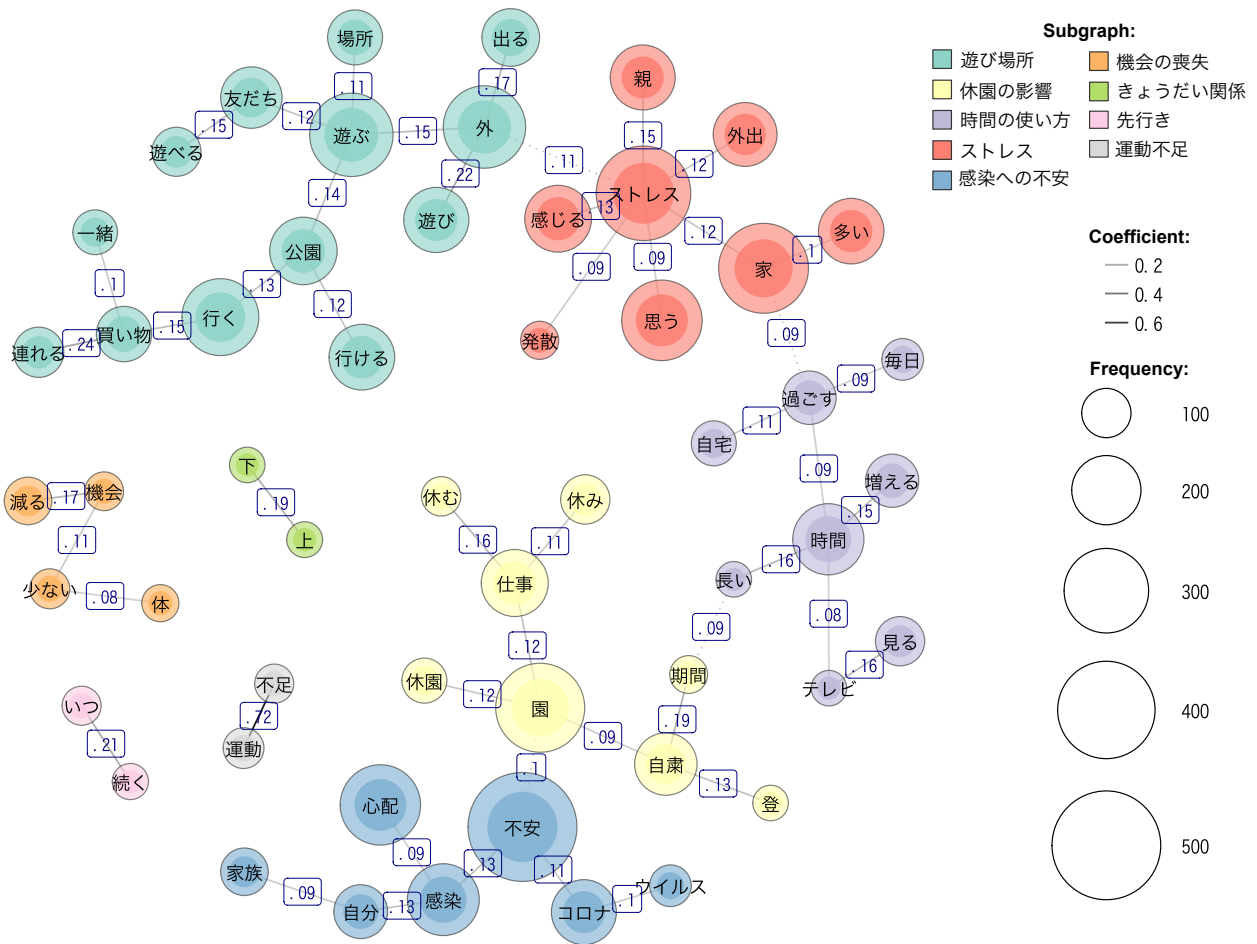 Subgraph:
遊び場所
休園の影響
時間の使い方
ストレス
感染への不安
機会の喪失
きょうだい関係
先行き
運動不足
Coefficient:
0.2
0.4
0.6
Frequency:
100
200
300
400
500
場所
出る
.11
.17
友だち
.12
遊ぶ
.15
外
.15
遊べる
.22
.11
遊び
.14
親
.15
外出
.12
ストレス
.13
感じる
.12
.09
.09
家
.1
多い
思う
発散
一緒
.1
公園
.13
.12
行く
.15
買い物
.24
連れる
行ける
.09
毎日
.09
過ごす
.11
自宅
.09
増える
.15
時間
.16
長い
.09
.08
見る
.16
テレビ
減る
.17
機会
.11
少ない
.08
体
下
.19
上
休む
休み
.16
.11
仕事
.12
休園
.12
園
.09
期間
.19
自粛
.13
登
.1
いつ
.21
続く
不足
.72
運動
心配
不安
.09
.13
.11
家族
.09
自分
.13
感染
コロナ
.1
ウイルス